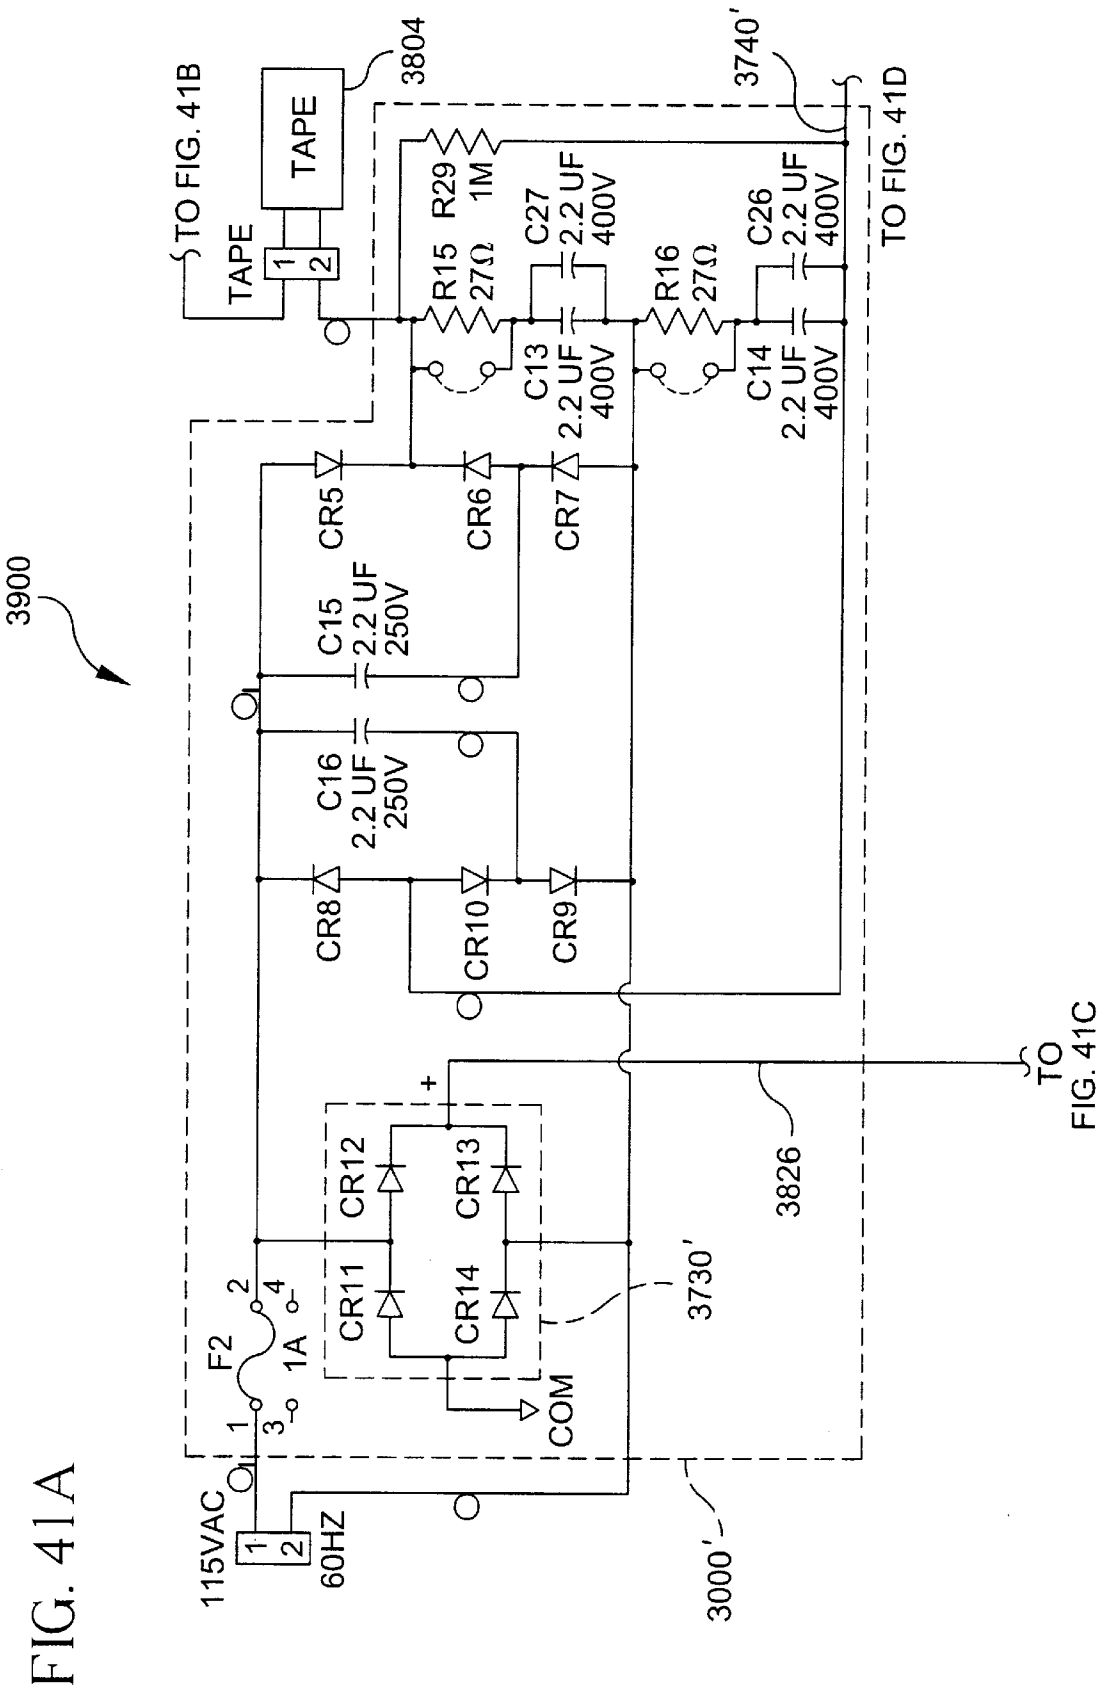 FIG. 41A
3900
115VAC
1
2
60HZ
F2
1
2
3
4
1A
CR11
CR12
CR14
CR13
+
COM
3730'
3000'
3826
TO
FIG. 41C
CR8
CR10
CR9
C16
2.2 UF
250V
C15
2.2 UF
250V
CR5
CR6
CR7
TO FIG. 41B
TAPE
1
2
TAPE
3804
R15
27Ω
R29
1M
C13
2.2 UF
400V
C27
2.2 UF
400V
R16
27Ω
C14
2.2 UF
400V
C26
2.2 UF
400V
3740'
TO FIG. 41D